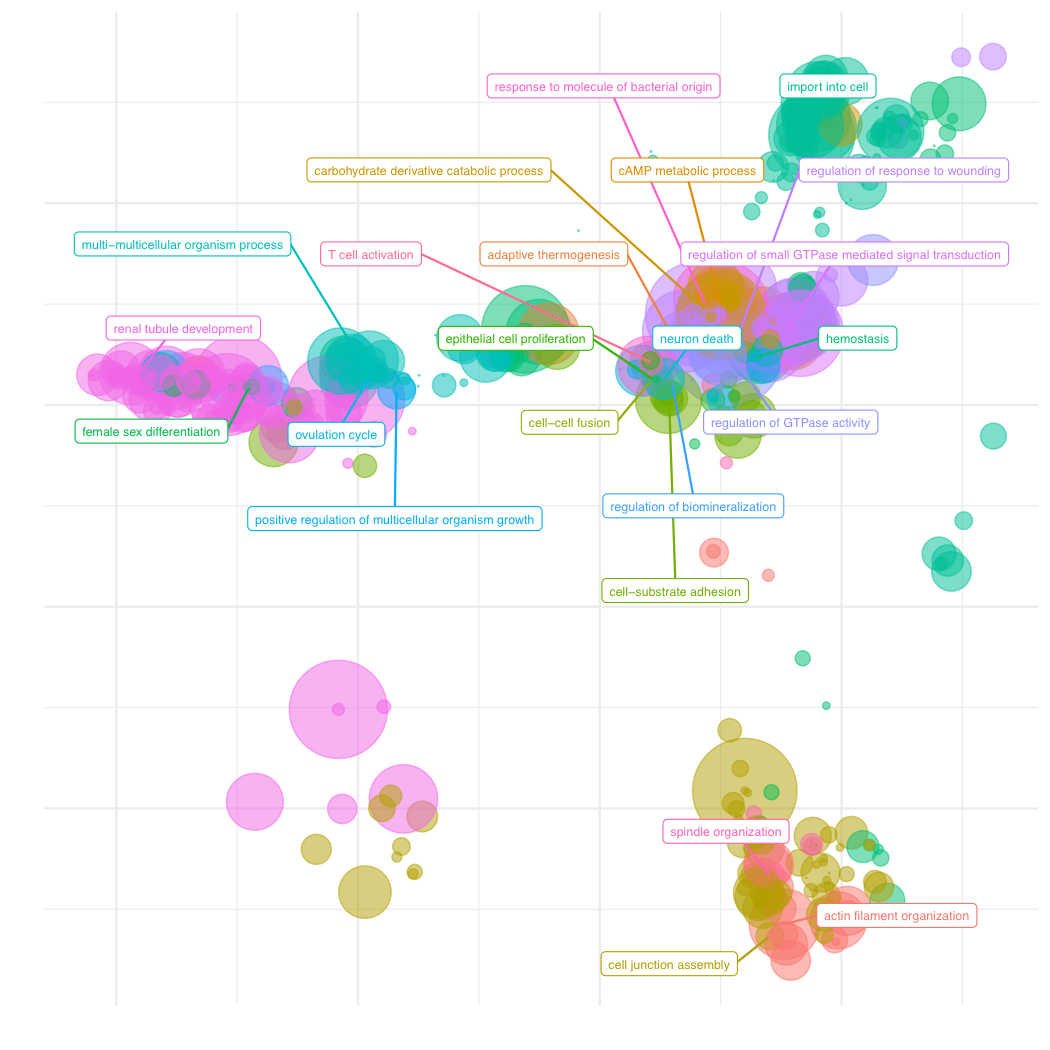 response to molecule of bacterial origin
import into cell
carbohydrate derivative catabolic process
cAMP metabolic process
regulation of response to wounding
multi−multicellular organism process
T cell activation
adaptive thermogenesis
regulation of small GTPase mediated signal transduction
renal tubule development
epithelial cell proliferation
neuron death
hemostasis
female sex differentiation
ovulation cycle
cell−cell fusion
regulation of GTPase activity
positive regulation of multicellular organism growth
regulation of biomineralization
cell−substrate adhesion
spindle organization
actin filament organization
cell junction assembly